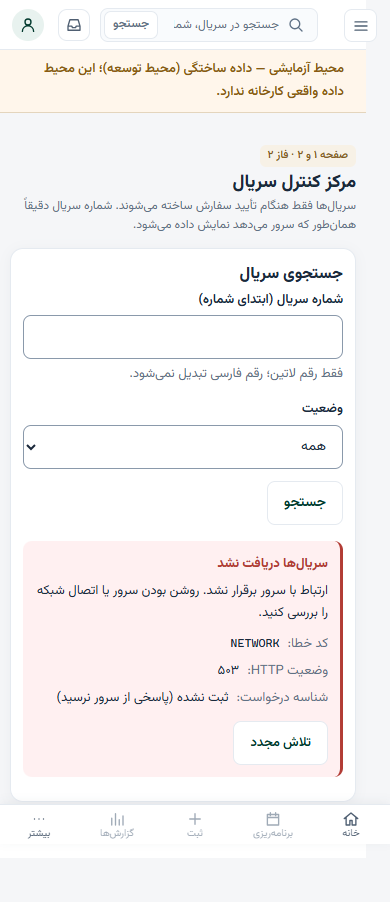 جستجو در سریال، شم
جستجو
محیط آزمایشی — داده ساختگی (محیط توسعه)؛ این محیط
داده واقعی کارخانه ندارد.
صفحه ۱ و ۲ · فاز ۲
مرکز کنترل سریال
سریال‌ها فقط هنگام تأیید سفارش ساخته می‌شوند. شماره سریال دقیقاً
همان‌طور که سرور می‌دهد نمایش داده می‌شود.
جستجوی سریال
شماره سریال (ابتدای شماره)
فقط رقم لاتین؛ رقم فارسی تبدیل نمی‌شود.
وضعیت
همه
جستجو
سریال‌ها دریافت نشد
ارتباط با سرور برقرار نشد. روشن بودن سرور یا اتصال شبکه
را بررسی کنید.
کد خطا: NETWORK
وضعیت HTTP: ۵۰۳
شناسه درخواست: ثبت نشده (پاسخی از سرور نرسید)
تلاش مجدد
خانه
برنامه‌ریزی
ثبت
گزارش‌ها
بیشتر